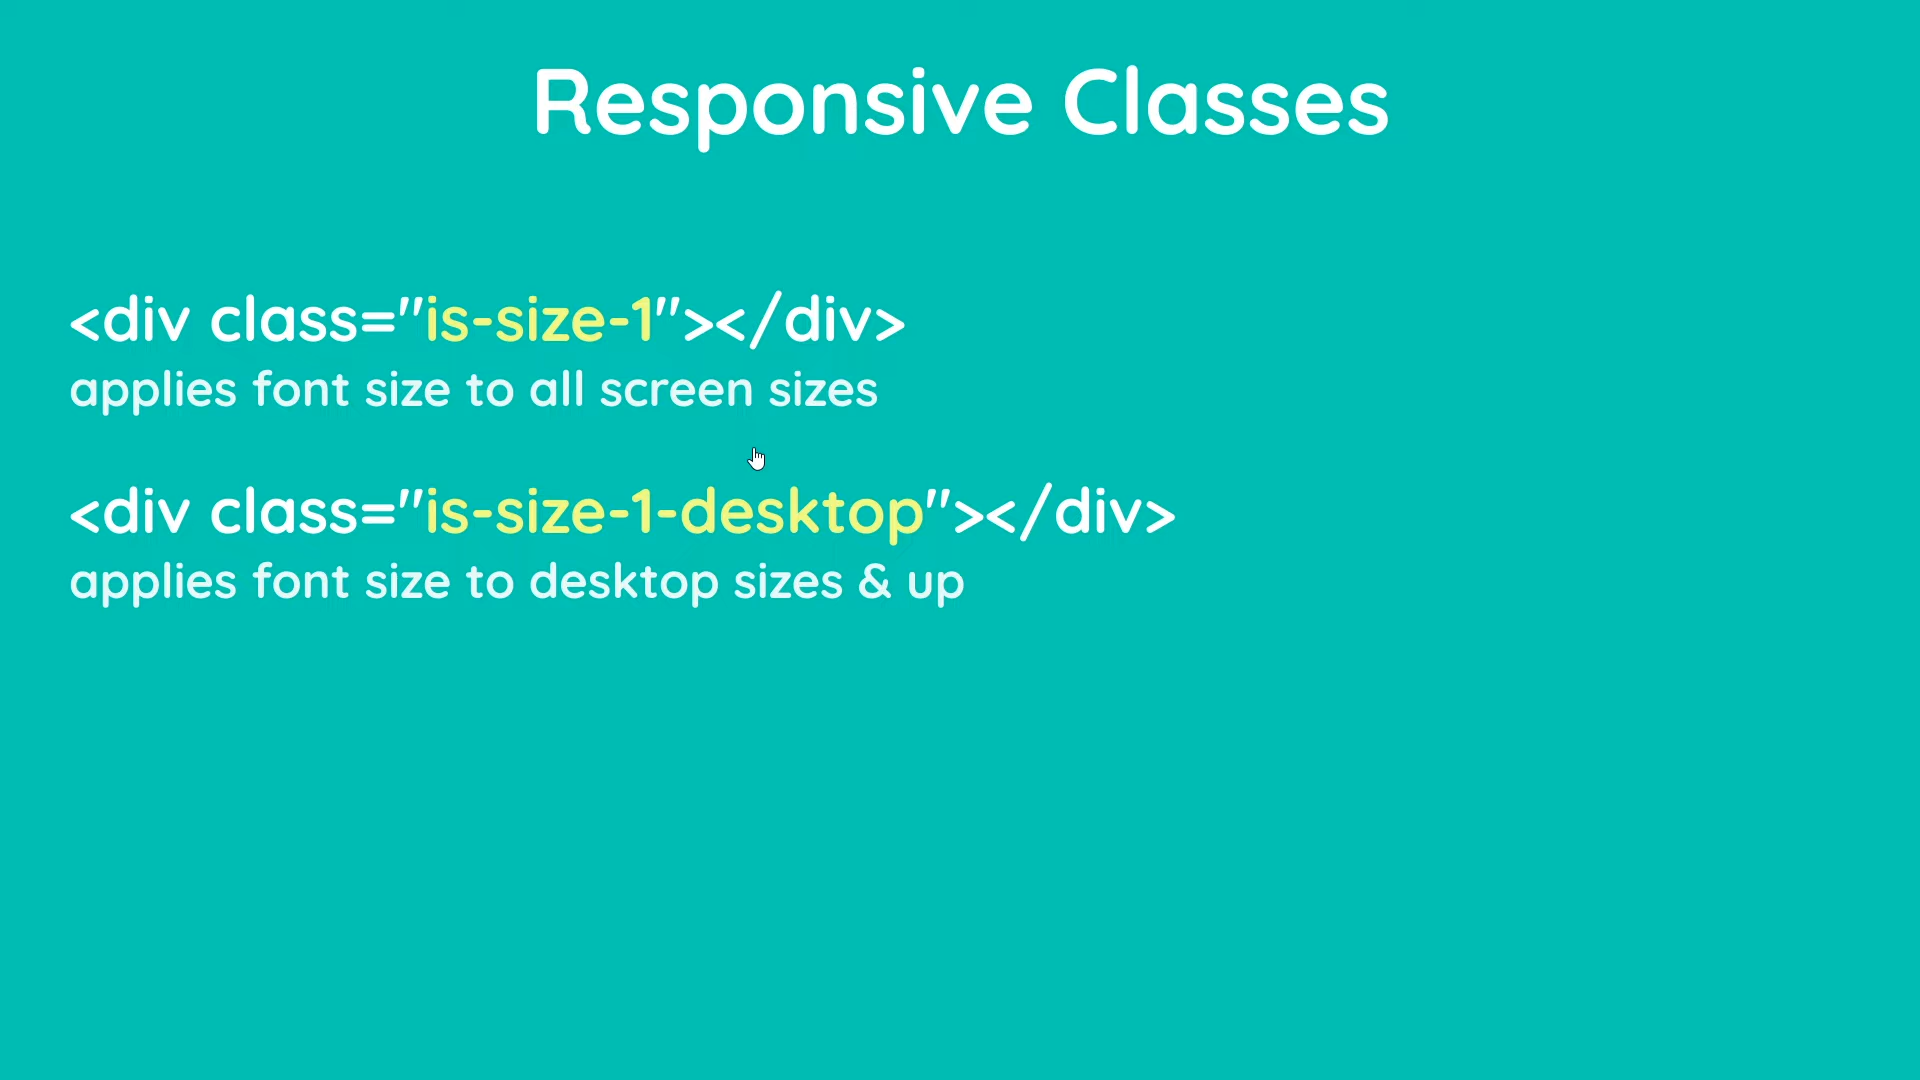 Responsive Classes
<div class="is-size-1"></div>
applies font size to all screen sizes
<div class="is-size-1-desktop"></div>
applies font size to desktop sizes & up